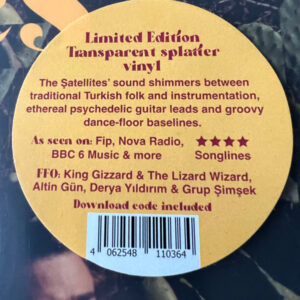 Limited Edition
Transparent splatter
vinyl
The Şatellites' sound shimmers between
traditional Turkish folk and instrumentation,
ethereal psychedelic guitar leads and groovy
dance-floor baselines.
As seen on: Fip, Nova Radio,
BBC 6 Music & more
★★★★
Songlines
FFO: King Gizzard & The Lizard Wizard,
Altin Gün, Derya Yıldırım & Grup Şimşek
Download code included
4 062548 110364